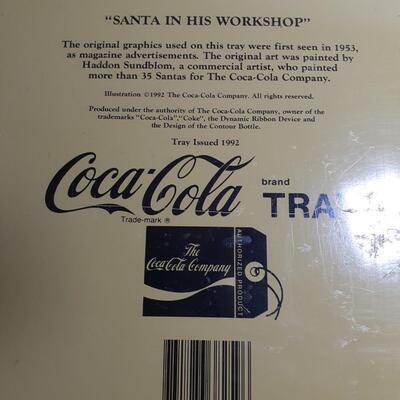 "SANTA IN HIS WORKSHOP"
The original graphics used on this tray were first seen in 1953,
as magazine advertisements. The original art was painted by
Haddon Sundblom, a commercial artist, who painted
more than 35 Santas for The Coca-Cola Company.
Illustration ©1992 The Coca-Cola Company. All rights reserved.
Produced under the authority of The Coca-Cola Company, owner of the
trademarks "Coca-Cola","Coke", the Dynamic Ribbon Device and
the Design of the Contour Bottle.
Tray Issued 1992
Coca-Cola
Trade-mark ®
brand
The
Coca-Cola Company
AUTHORIZED PRODUCT